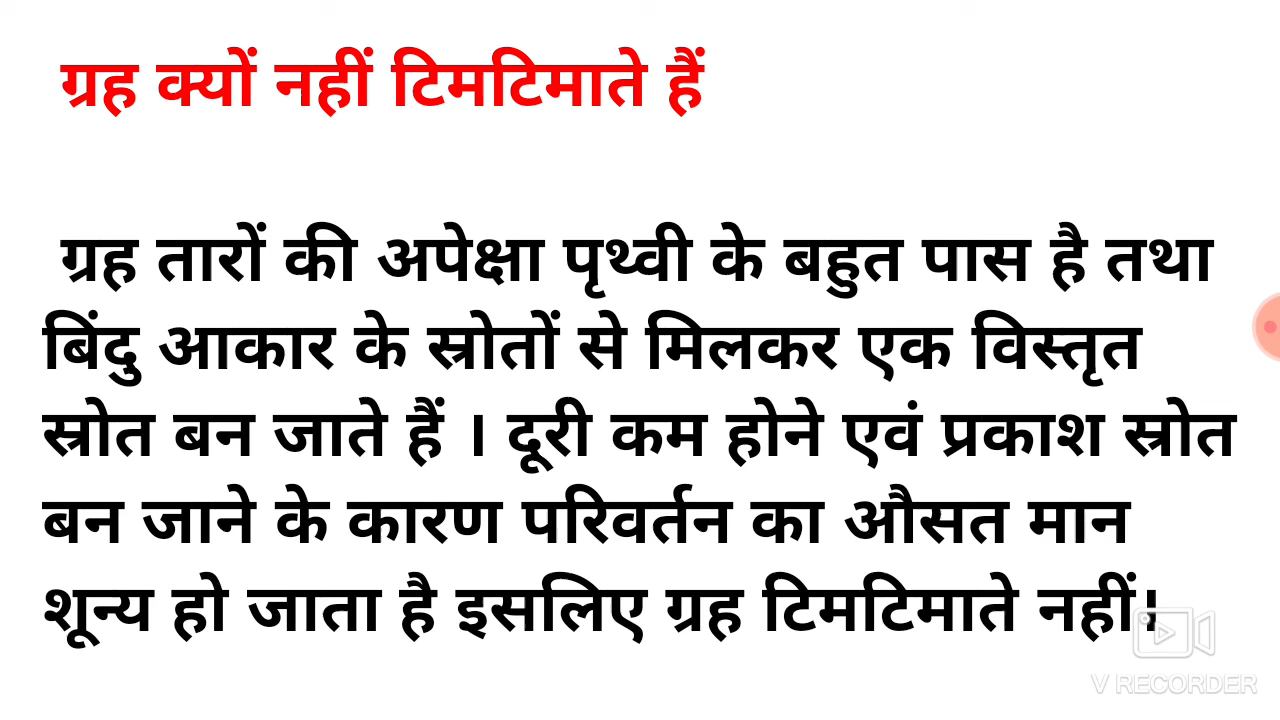 ग्रह क्यों नहीं टिमटिमाते हैं
ग्रह तारों की अपेक्षा पृथ्वी के बहुत पास है तथा
बिंदु आकार के स्रोतों से मिलकर एक विस्तृत
स्रोत बन जाते हैं । दूरी कम होने एवं प्रकाश स्रोत
बन जाने के कारण परिवर्तन का औसत मान
शून्य हो जाता है इसलिए ग्रह टिमटिमाते नहीं।
V RECORDER